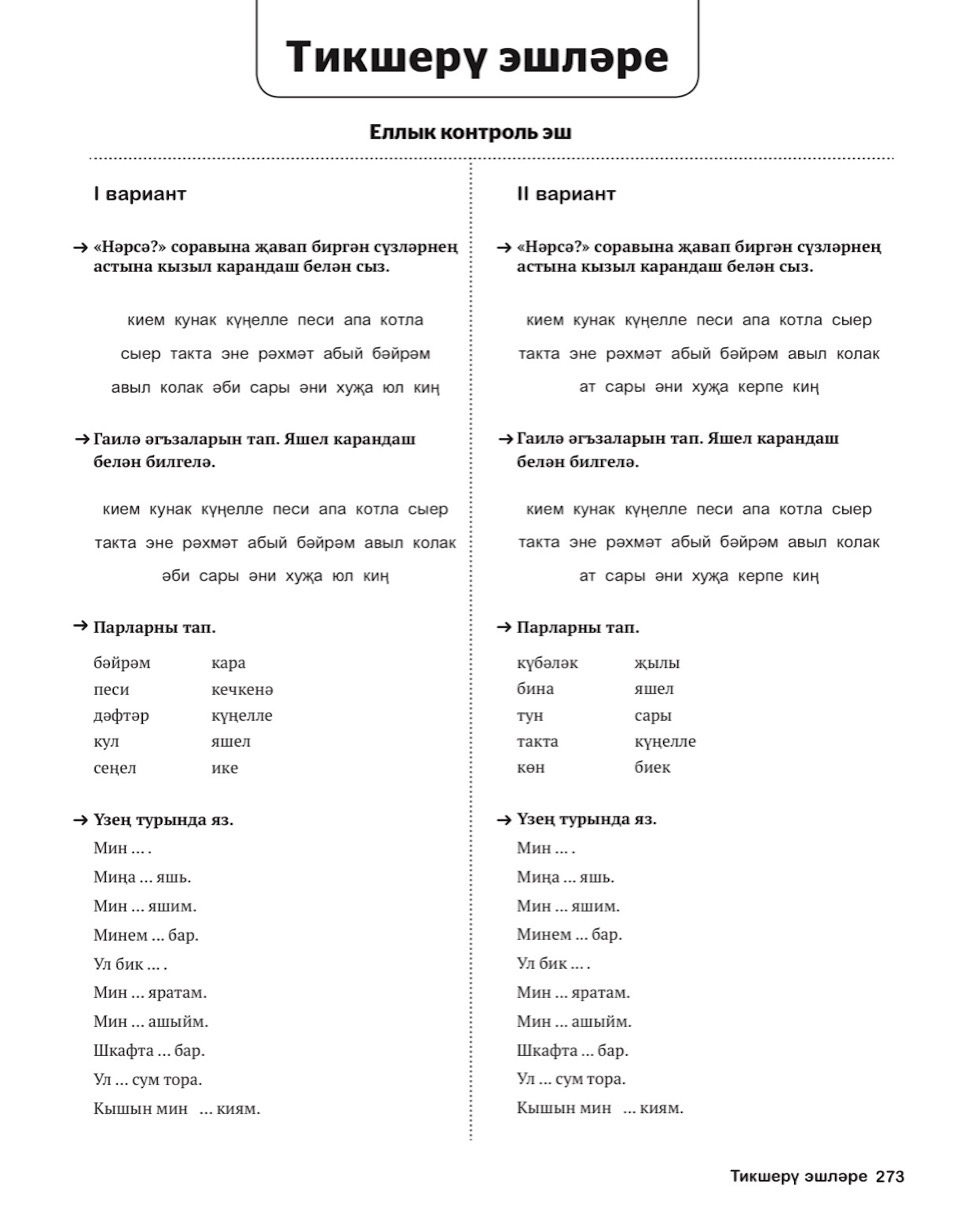 Тикшерү эшләре
Еллык контроль эш
I вариант
→ «Нәрсә?» соравына җавап биргән сүзләрнең
астына кызыл карандаш белән сыз.
кием кунак күңелле песи апа котла
сыер такта эне рәхмәт абый бәйрәм
авыл колак әби сары әни хуҗа юл киң
→ Гаилә әгъзаларын тап. Яшел карандаш
белән билгелә.
кием кунак күңелле песи апа котла сыер
такта эне рәхмәт абый бәйрәм авыл колак
әби сары әни хуҗа юл киң
→ Парларны тап.
бәйрәм кара
песи кечкенә
дәфтәр күңелле
кул яшел
сеңел ике
→ Үзең турында яз.
Мин ... .
Миңа ... яшь.
Мин ... яшим.
Минем ... бар.
Ул бик ... .
Мин ... яратам.
Мин ... ашыйм.
Шкафта ... бар.
Ул ... сум тора.
Кышын мин ... киям.
II вариант
→ «Нәрсә?» соравына җавап биргән сүзләрнең
астына кызыл карандаш белән сыз.
кием кунак күңелле песи апа котла сыер
такта эне рәхмәт абый бәйрәм авыл колак
ат сары әни хуҗа керпе киң
→ Гаилә әгъзаларын тап. Яшел карандаш
белән билгелә.
кием кунак күңелле песи апа котла сыер
такта эне рәхмәт абый бәйрәм авыл колак
ат сары әни хуҗа керпе киң
→ Парларны тап.
күбәләк җылы
бина яшел
тун сары
такта күңелле
көн биек
→ Үзең турында яз.
Мин ... .
Миңа ... яшь.
Мин ... яшим.
Минем ... бар.
Ул бик ... .
Мин ... яратам.
Мин ... ашыйм.
Шкафта ... бар.
Ул ... сум тора.
Кышын мин ... киям.
Тикшерү эшләре 273